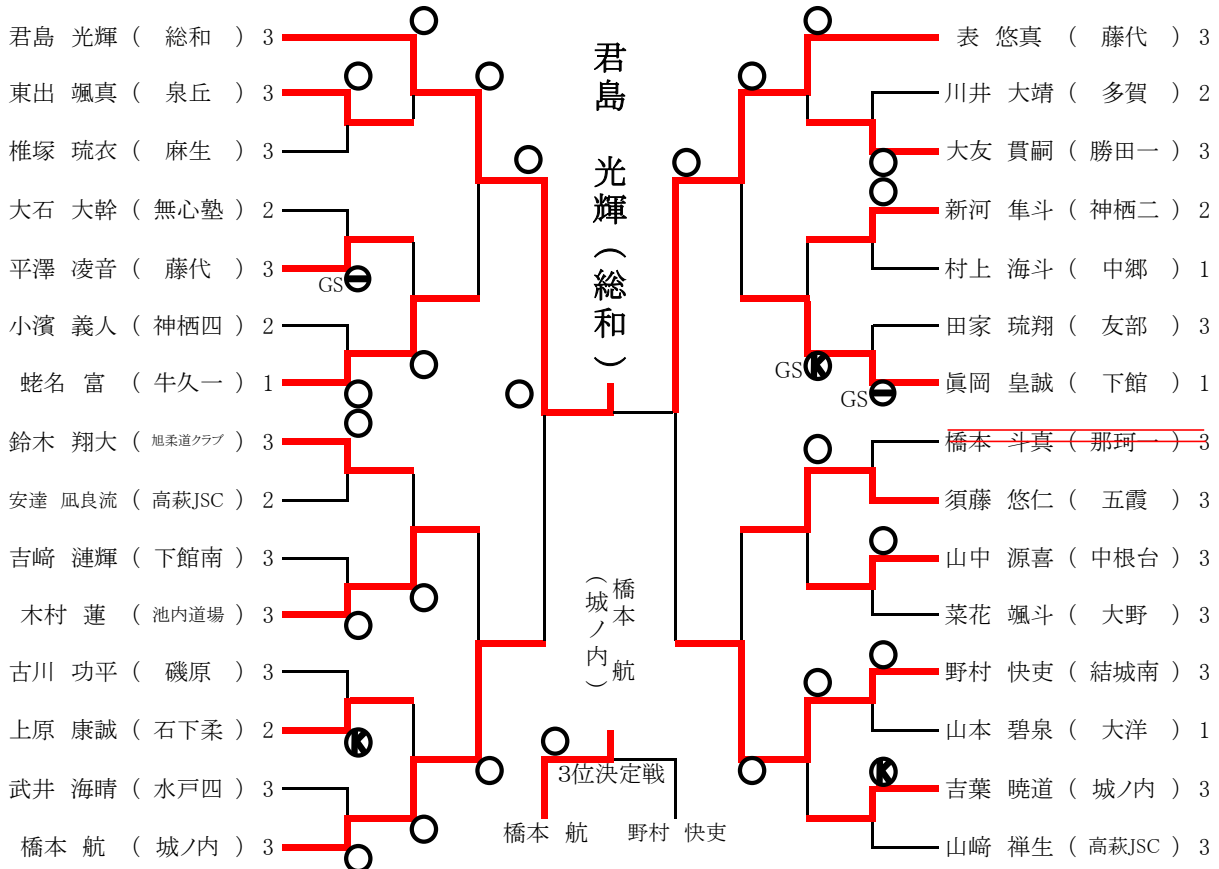 君島 光輝 ( 総和 ) 3
東出 颯真 ( 泉丘 ) 3
椎塚 琉衣 ( 麻生 ) 3
大石 大幹 ( 無心塾 ) 2
平澤 凌音 ( 藤代 ) 3
GS
小濱 義人 ( 神栖四 ) 2
蛯名 富 ( 牛久一 ) 1
鈴木 翔大 ( 旭柔道クラブ ) 3
安達 凪良流 ( 高萩JSC ) 2
吉﨑 漣輝 ( 下館南 ) 3
木村 蓮 ( 池内道場 ) 3
古川 功平 ( 磯原 ) 3
上原 康誠 ( 石下柔 ) 2
K
武井 海晴 ( 水戸四 ) 3
橋本 航 ( 城ノ内 ) 3
君島 光輝(総和)
橋本 航
(城ノ内)
3位決定戦
橋本 航 野村 快吏
表 悠真 ( 藤代 ) 3
川井 大靖 ( 多賀 ) 2
大友 貫嗣 ( 勝田一 ) 3
新河 隼斗 ( 神栖二 ) 2
村上 海斗 ( 中郷 ) 1
田家 琉翔 ( 友部 ) 3
GS K
眞岡 皇誠 ( 下館 ) 1
GS
橋本 斗真 ( 那珂一 ) 3
須藤 悠仁 ( 五霞 ) 3
山中 源喜 ( 中根台 ) 3
菜花 颯斗 ( 大野 ) 3
野村 快吏 ( 結城南 ) 3
山本 碧泉 ( 大洋 ) 1
K
吉葉 暁道 ( 城ノ内 ) 3
山﨑 禅生 ( 高萩JSC ) 3